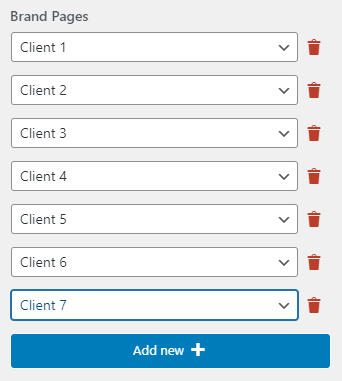 Brand Pages
Client 1
Client 2
Client 3
Client 4
Client 5
Client 6
Client 7
Add new